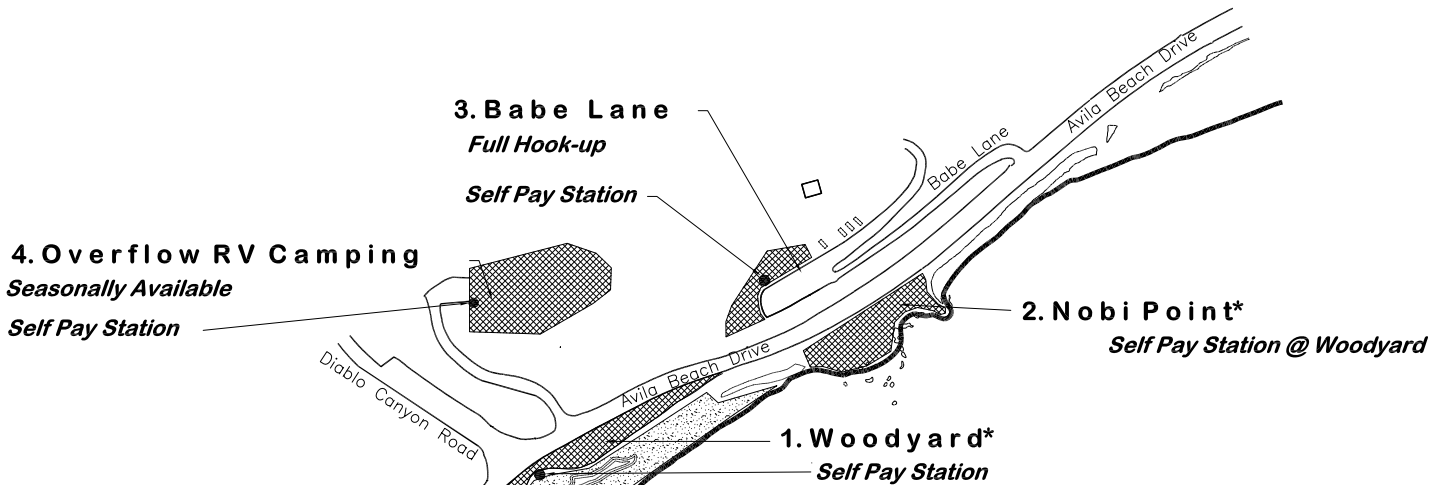 Avila Beach Drive
3. Babe Lane
Full Hook-up
Self Pay Station
Babe Lane
4. Overflow RV Camping
Seasonally Available
Self Pay Station
2. Nobi Point*
Self Pay Station @ Woodyard
Diablo Canyon Road
Avila Beach Drive
1. Woodyard*
Self Pay Station